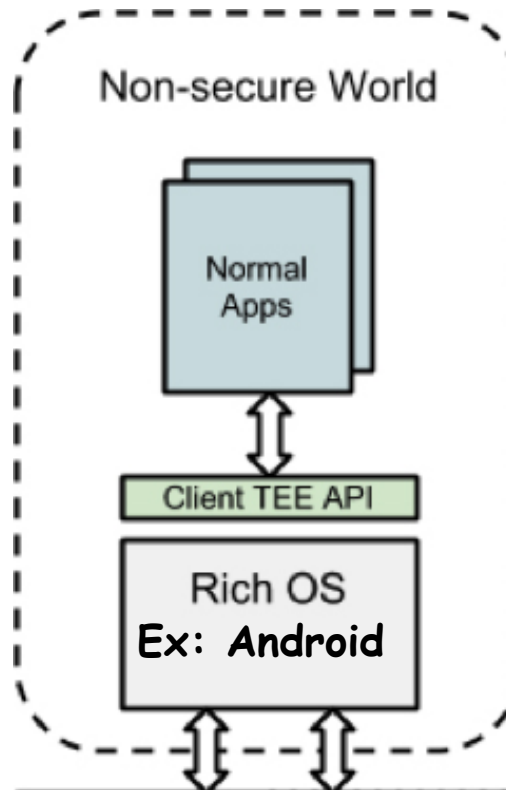 Non-secure World
Normal
Apps
Client TEE API
Rich OS
Ex: Android